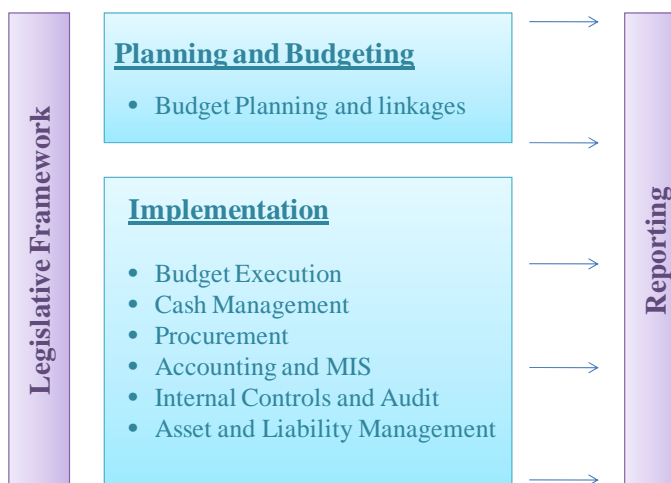 Legislative Framework
Planning and Budgeting
• Budget Planning and linkages
Implementation
• Budget Execution
• Cash Management
• Procurement
• Accounting and MIS
• Internal Controls and Audit
• Asset and Liability Management
Reporting